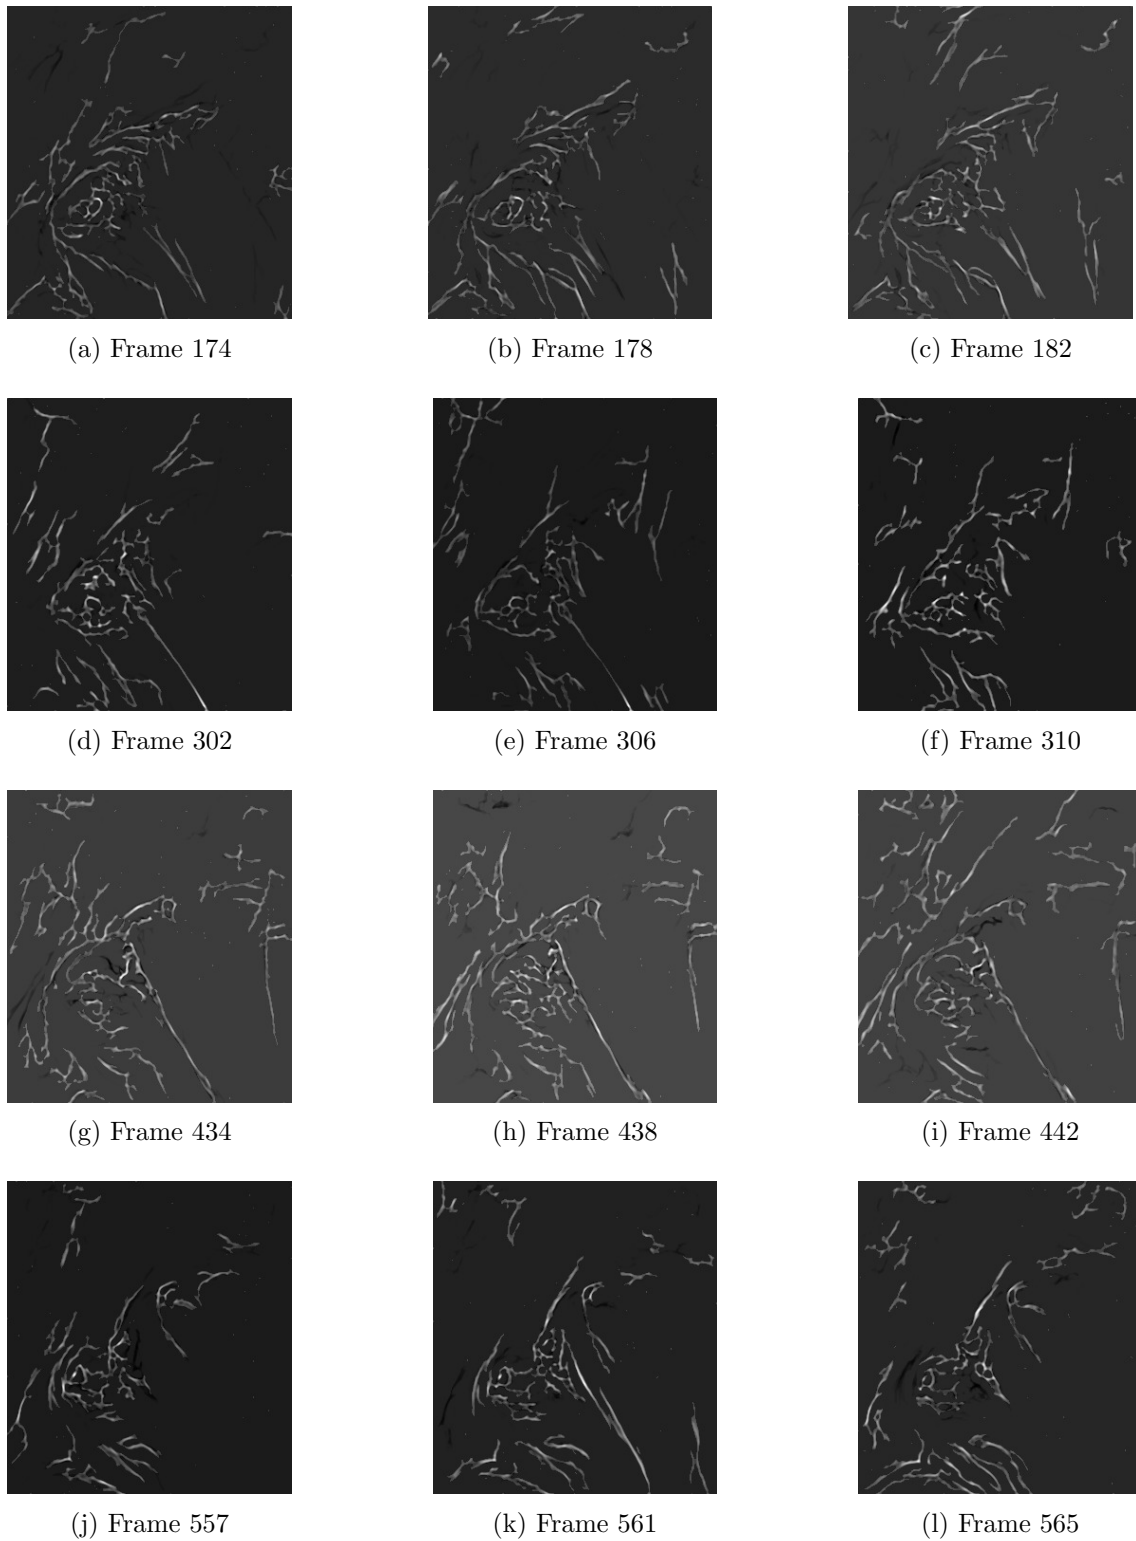 (a) Frame 174
(b) Frame 178
(c) Frame 182
(d) Frame 302
(e) Frame 306
(f) Frame 310
(g) Frame 434
(h) Frame 438
(i) Frame 442
(j) Frame 557
(k) Frame 561
(l) Frame 565